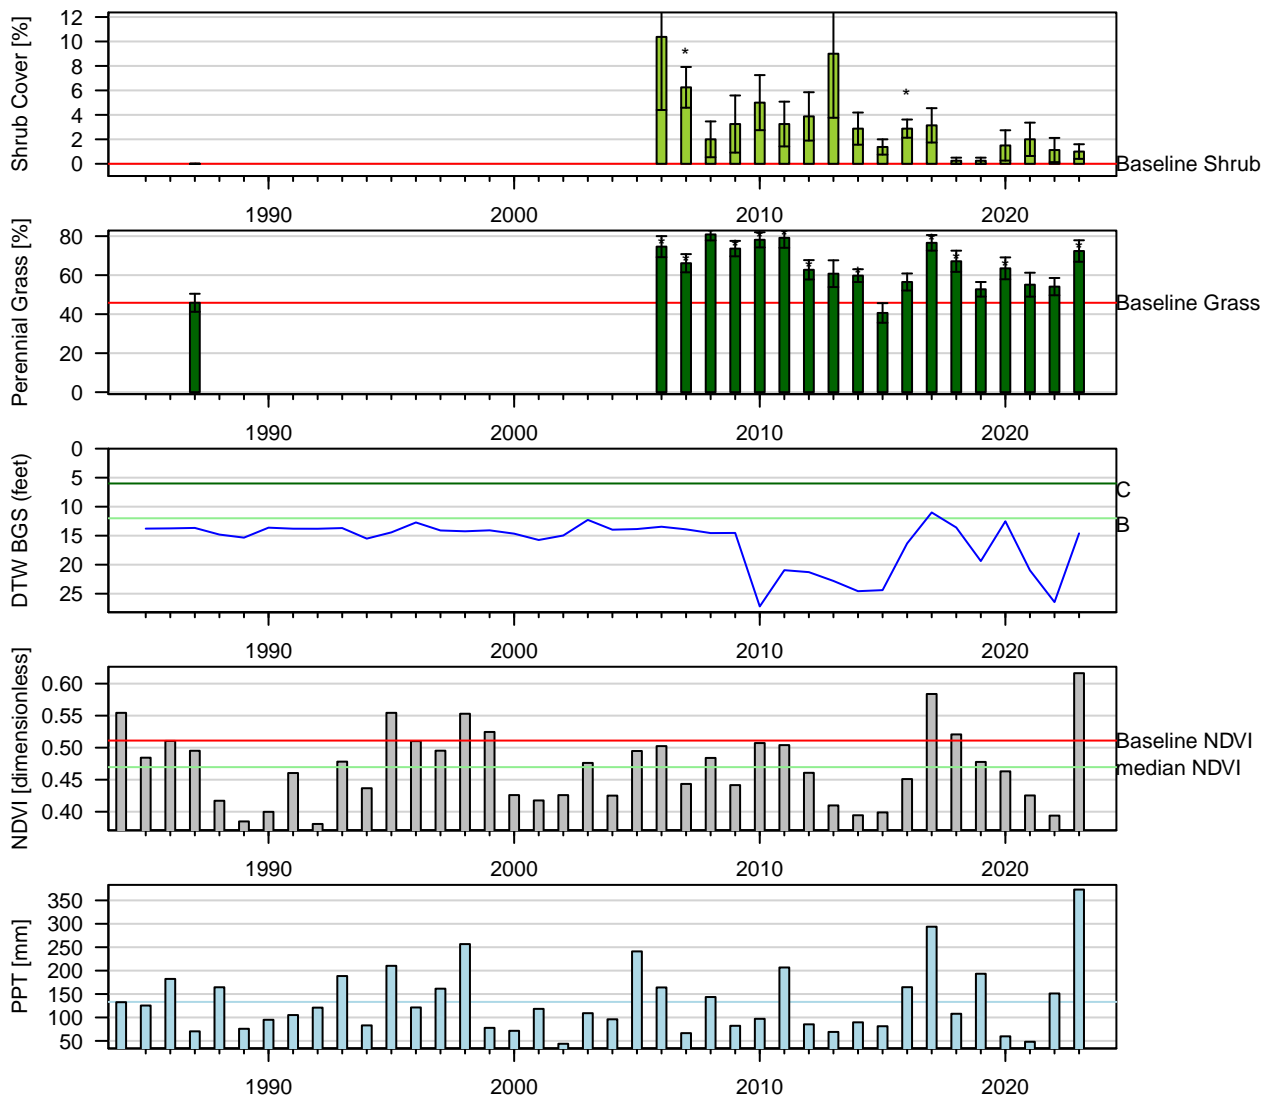 Shrub Cover [%]
12
10
8
6
4
2
0
*
*
Baseline Shrub
1990 2000 2010 2020
Perennial Grass [%]
80
60
40
20
0
* * * * * * * * * * *
Baseline Grass
1990 2000 2010 2020
DTW BGS (feet)
0
5
10
15
20
25
C
B
1990 2000 2010 2020
NDVI [dimensionless]
0.60
0.55
0.50
0.45
0.40
Baseline NDVI
median NDVI
1990 2000 2010 2020
PPT [mm]
350
300
250
200
150
100
50
1990 2000 2010 2020